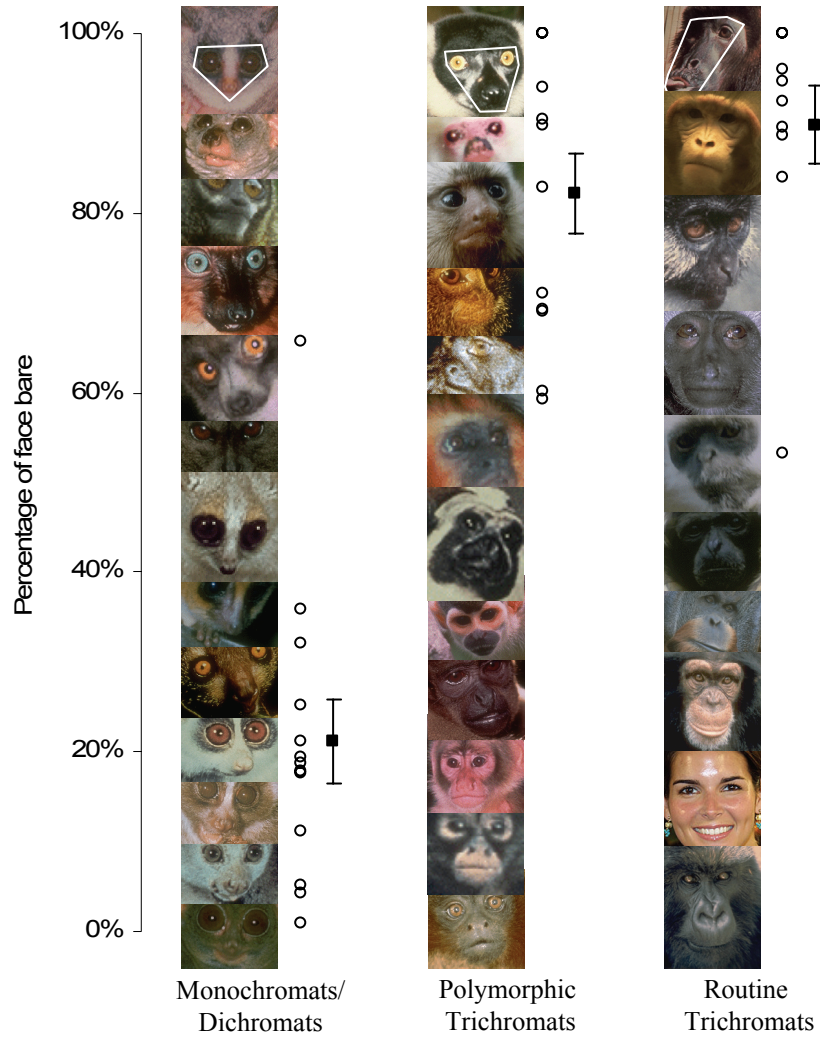 Percentage of face bare
100%
80%
60%
40%
20%
0%
Monochromats/
Dichromats
Polymorphic
Trichromats
Routine
Trichromats